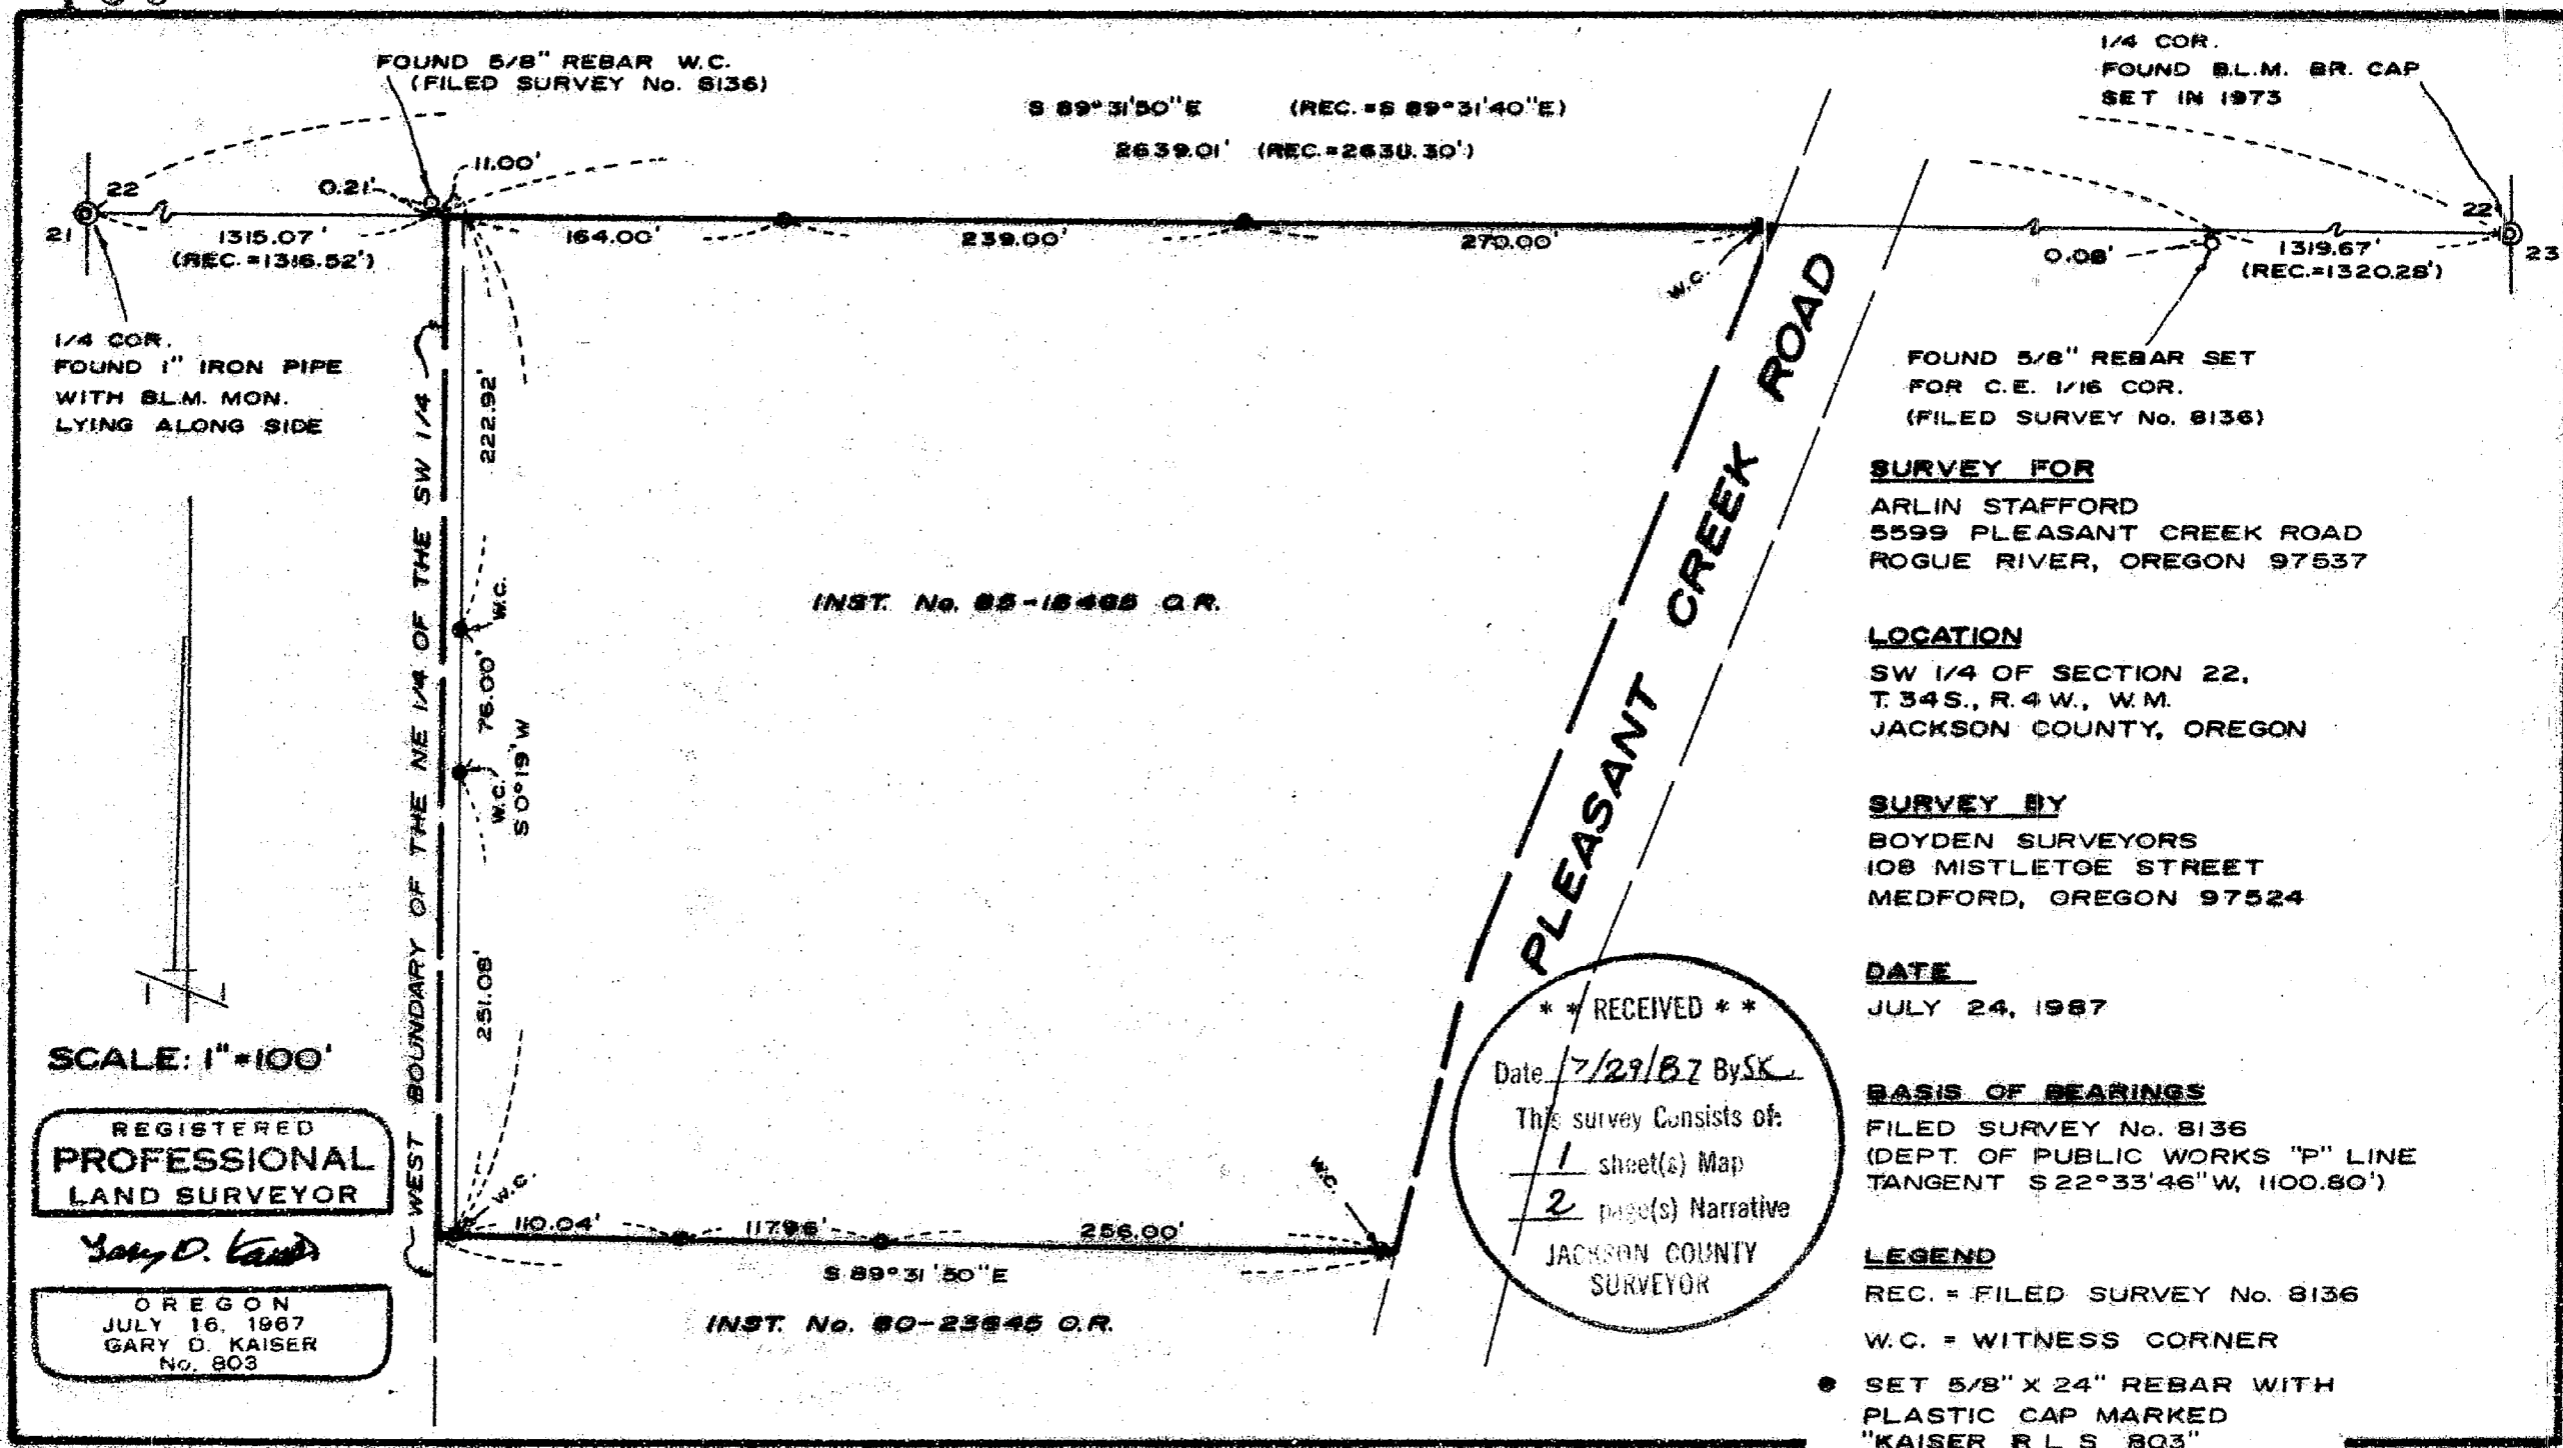 FOUND 5/8" REBAR W.C.
(FILED SURVEY No. 8136)
S 89°31'50"E (REC.=S 89°31'40"E)
2639.01'
1/4 COR.
FOUND B.L.M. BR. CAP
SET IN 1973
22
21
0.21'
11.00'
1315.07'
(REC.=1316.52')
164.00'
239.00'
270.00'
W.C.
0.08'
1319.67'
(REC.=1320.28')
22
23
1/4 COR.
FOUND 1" IRON PIPE
WITH B.L.M. MON.
LYING ALONG SIDE
FOUND 5/8" REBAR SET
FOR C.E. 1/16 COR.
(FILED SURVEY No. 8136)
WEST BOUNDARY OF THE NE 1/4 OF THE SW 1/4
222.92'
W.C.
76.00'
W.C.
S 0°19'W
251.08'
INST. No. O.R.
PLEASANT CREEK ROAD
W.C.
110.04'
117.96'
256.00'
W.C.
S 89°31'50"E
INST. No. 80-23845 O.R.
SCALE: 1"=100'
REGISTERED
PROFESSIONAL
LAND SURVEYOR
Gary D. Kaiser
OREGON
JULY 16, 1967
GARY D. KAISER
No. 803
* * RECEIVED * *
Date 7/29/87 By SK
This survey Consists of:
1 sheet(s) Map
2 page(s) Narrative
JACKSON COUNTY
SURVEYOR
SURVEY FOR
ARLIN STAFFORD
5599 PLEASANT CREEK ROAD
ROGUE RIVER, OREGON 97537
LOCATION
SW 1/4 OF SECTION 22,
T. 34 S., R. 4 W., W.M.
JACKSON COUNTY, OREGON
SURVEY BY
BOYDEN SURVEYORS
108 MISTLETOE STREET
MEDFORD, OREGON 97524
DATE
JULY 24, 1987
BASIS OF BEARINGS
FILED SURVEY No. 8136
(DEPT. OF PUBLIC WORKS "P" LINE
TANGENT S 22°33'46" W, 1100.80')
LEGEND
REC. = FILED SURVEY No. 8136
W.C. = WITNESS CORNER
SET 5/8" X 24" REBAR WITH
PLASTIC CAP MARKED
"KAISER R L S 803"